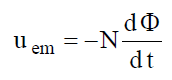 u_em = −N dΦ/dt